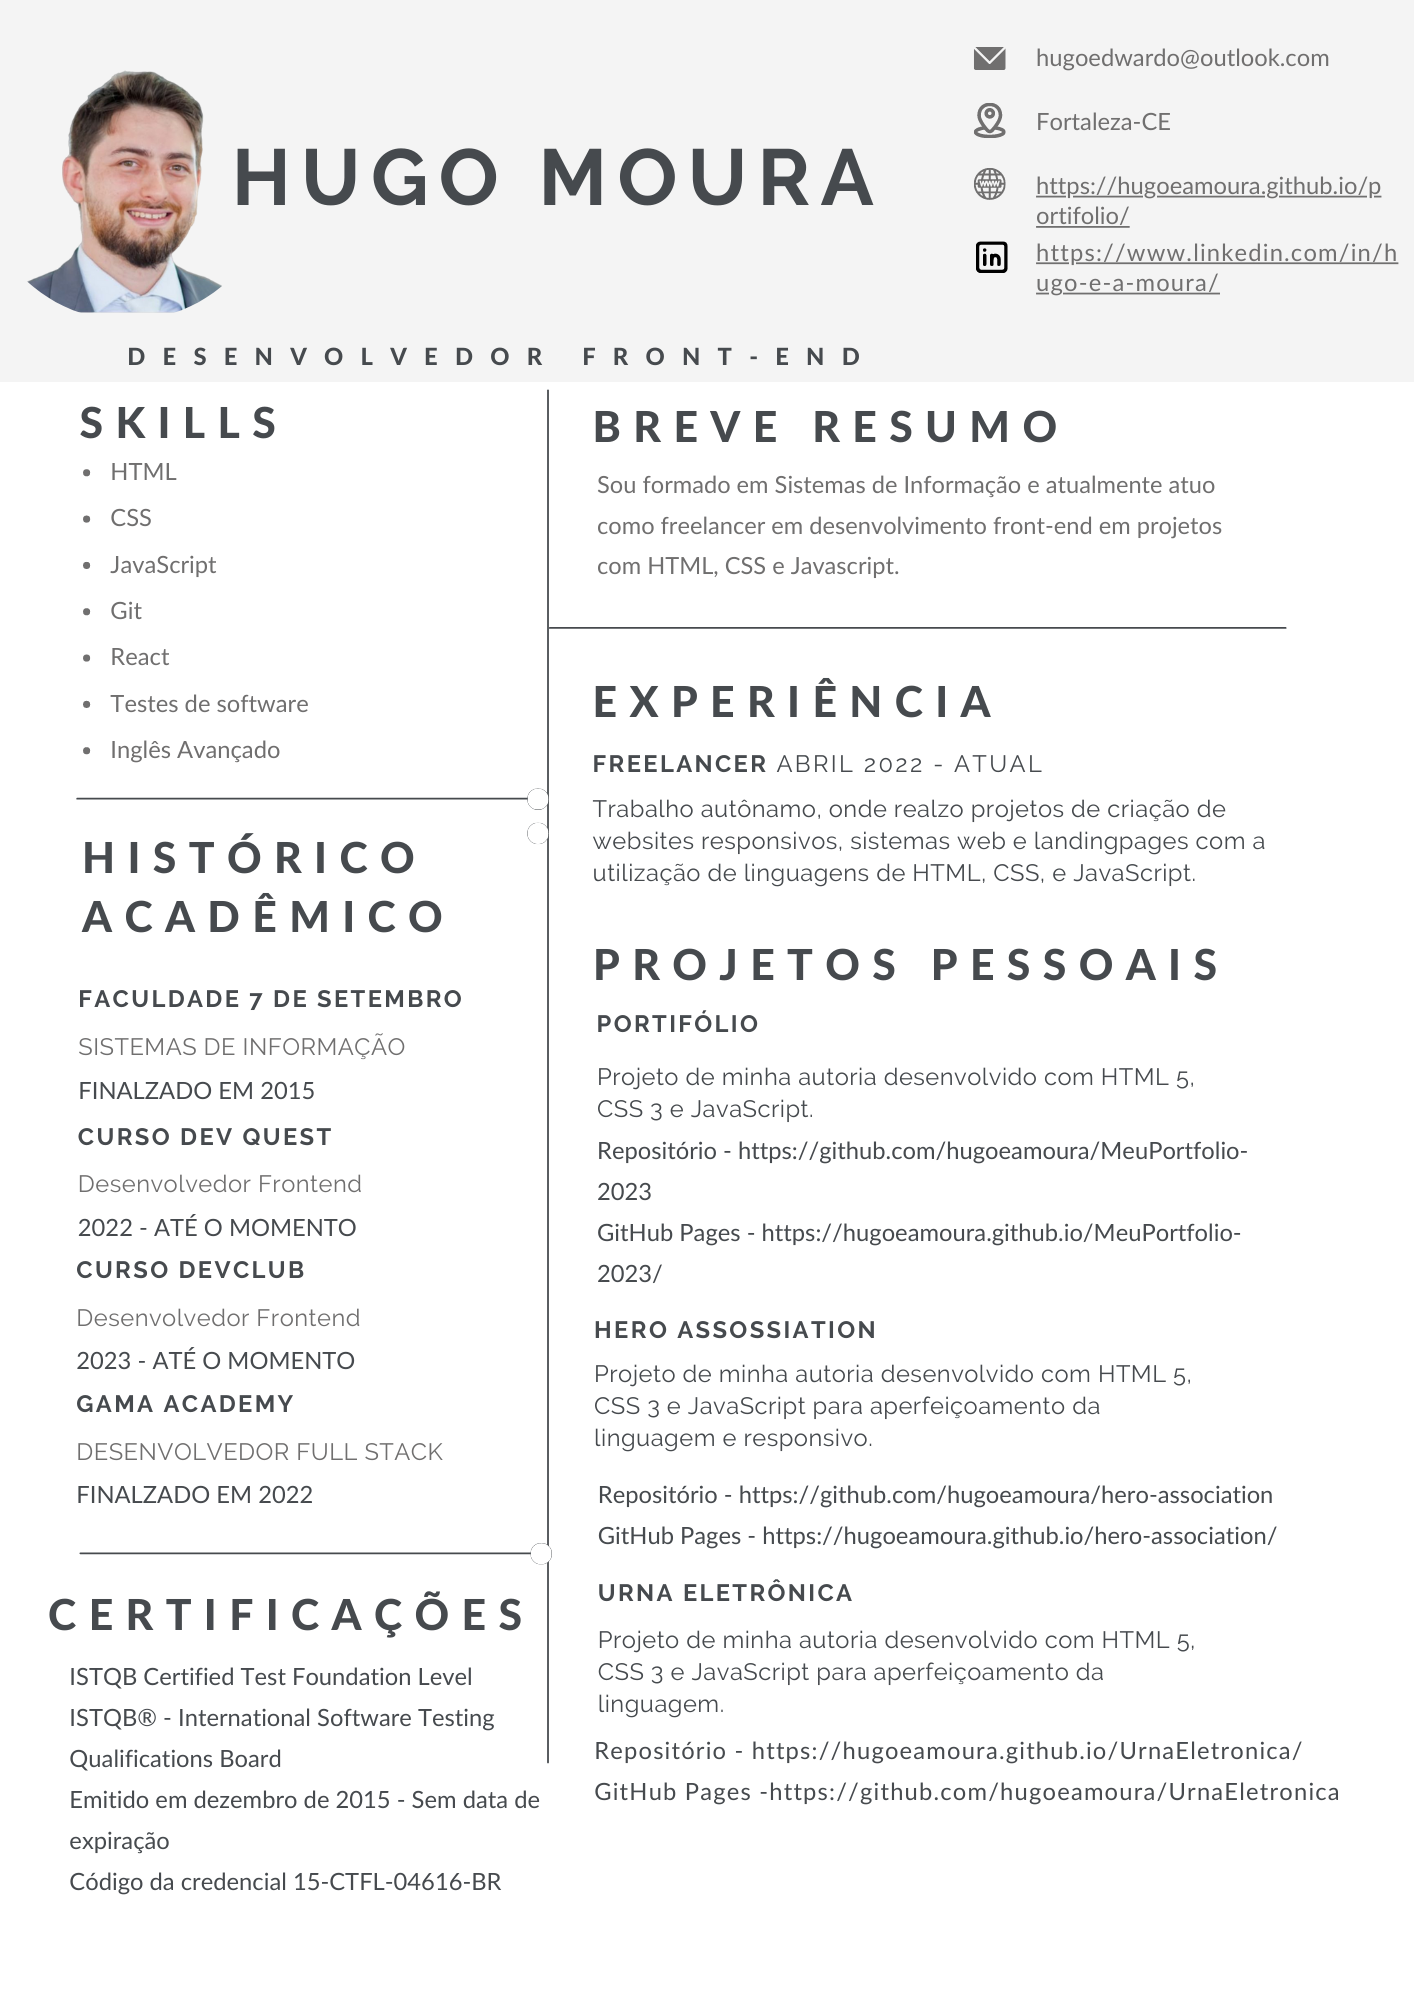 HUGO MOURA
DESENVOLVEDOR FRONT-END
hugoedwardo@outlook.com
Fortaleza-CE
https://hugoeamoura.github.io/p
ortifolio/
https://www.linkedin.com/in/h
ugo-e-a-moura/
SKILLS
• HTML
• CSS
• JavaScript
• Git
• React
• Testes de software
• Inglês Avançado
HISTÓRICO
ACADÊMICO
FACULDADE 7 DE SETEMBRO
SISTEMAS DE INFORMAÇÃO
FINALZADO EM 2015
CURSO DEV QUEST
Desenvolvedor Frontend
2022 - ATÉ O MOMENTO
CURSO DEVCLUB
Desenvolvedor Frontend
2023 - ATÉ O MOMENTO
GAMA ACADEMY
DESENVOLVEDOR FULL STACK
FINALZADO EM 2022
CERTIFICAÇÕES
ISTQB Certified Test Foundation Level
ISTQB® - International Software Testing
Qualifications Board
Emitido em dezembro de 2015 - Sem data de
expiração
Código da credencial 15-CTFL-04616-BR
BREVE RESUMO
Sou formado em Sistemas de Informação e atualmente atuo
como freelancer em desenvolvimento front-end em projetos
com HTML, CSS e Javascript.
EXPERIÊNCIA
FREELANCER ABRIL 2022 - ATUAL
Trabalho autônamo, onde realzo projetos de criação de
websites responsivos, sistemas web e landingpages com a
utilização de linguagens de HTML, CSS, e JavaScript.
PROJETOS PESSOAIS
PORTIFÓLIO
Projeto de minha autoria desenvolvido com HTML 5,
CSS 3 e JavaScript.
Repositório - https://github.com/hugoeamoura/MeuPortfolio-
2023
GitHub Pages - https://hugoeamoura.github.io/MeuPortfolio-
2023/
HERO ASSOSSIATION
Projeto de minha autoria desenvolvido com HTML 5,
CSS 3 e JavaScript para aperfeiçoamento da
linguagem e responsivo.
Repositório - https://github.com/hugoeamoura/hero-association
GitHub Pages - https://hugoeamoura.github.io/hero-association/
URNA ELETRÔNICA
Projeto de minha autoria desenvolvido com HTML 5,
CSS 3 e JavaScript para aperfeiçoamento da
linguagem.
Repositório - https://hugoeamoura.github.io/UrnaEletronica/
GitHub Pages -https://github.com/hugoeamoura/UrnaEletronica